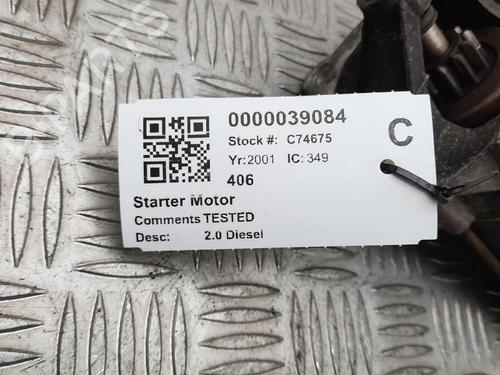 0000039084
Stock #: C74675
Yr: 2001 IC: 349
406
C
Starter Motor
Comments TESTED
Desc: 2.0 Diesel